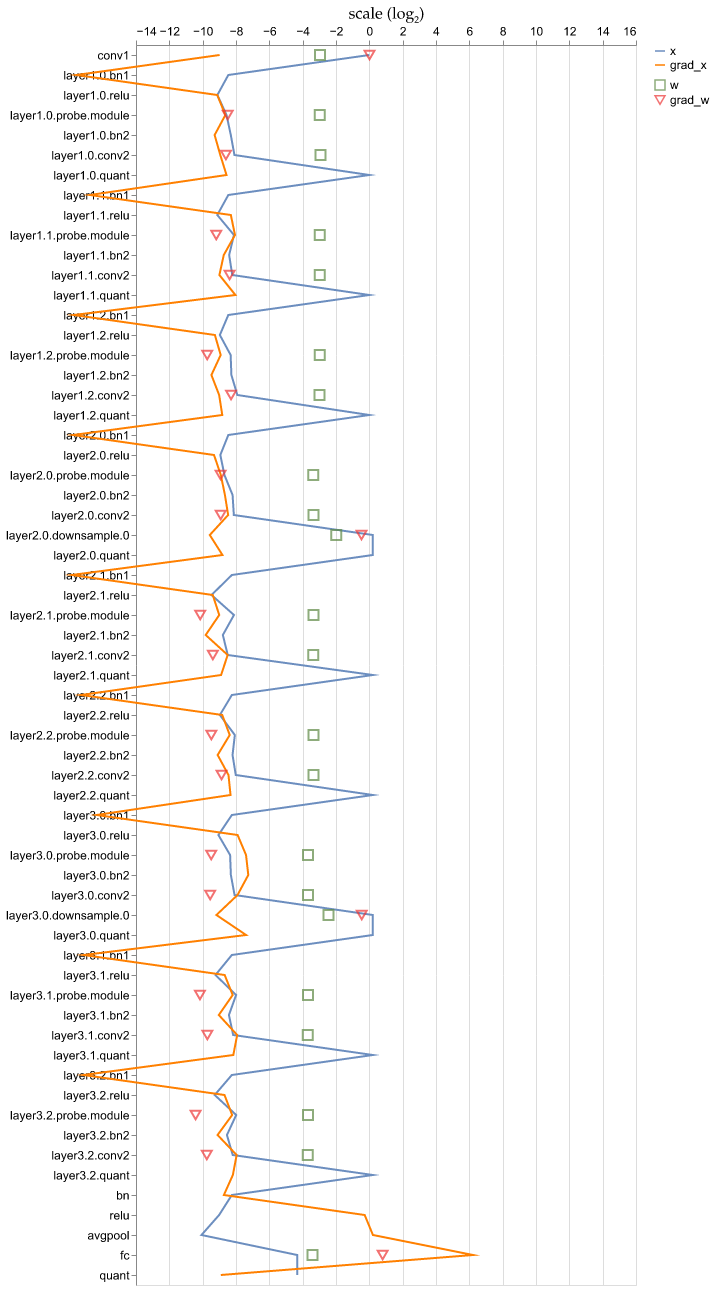 scale (log₂)
−14 −12 −10 −8 −6 −4 −2 0 2 4 6 8 10 12 14 16
x
grad_x
w
grad_w
conv1
layer1.0.bn1
layer1.0.relu
layer1.0.probe.module
layer1.0.bn2
layer1.0.conv2
layer1.0.quant
layer1.1.bn1
layer1.1.relu
layer1.1.probe.module
layer1.1.bn2
layer1.1.conv2
layer1.1.quant
layer1.2.bn1
layer1.2.relu
layer1.2.probe.module
layer1.2.bn2
layer1.2.conv2
layer1.2.quant
layer2.0.bn1
layer2.0.relu
layer2.0.probe.module
layer2.0.bn2
layer2.0.conv2
layer2.0.downsample.0
layer2.0.quant
layer2.1.bn1
layer2.1.relu
layer2.1.probe.module
layer2.1.bn2
layer2.1.conv2
layer2.1.quant
layer2.2.bn1
layer2.2.relu
layer2.2.probe.module
layer2.2.bn2
layer2.2.conv2
layer2.2.quant
layer3.0.bn1
layer3.0.relu
layer3.0.probe.module
layer3.0.bn2
layer3.0.conv2
layer3.0.downsample.0
layer3.0.quant
layer3.1.bn1
layer3.1.relu
layer3.1.probe.module
layer3.1.bn2
layer3.1.conv2
layer3.1.quant
layer3.2.bn1
layer3.2.relu
layer3.2.probe.module
layer3.2.bn2
layer3.2.conv2
layer3.2.quant
bn
relu
avgpool
fc
quant